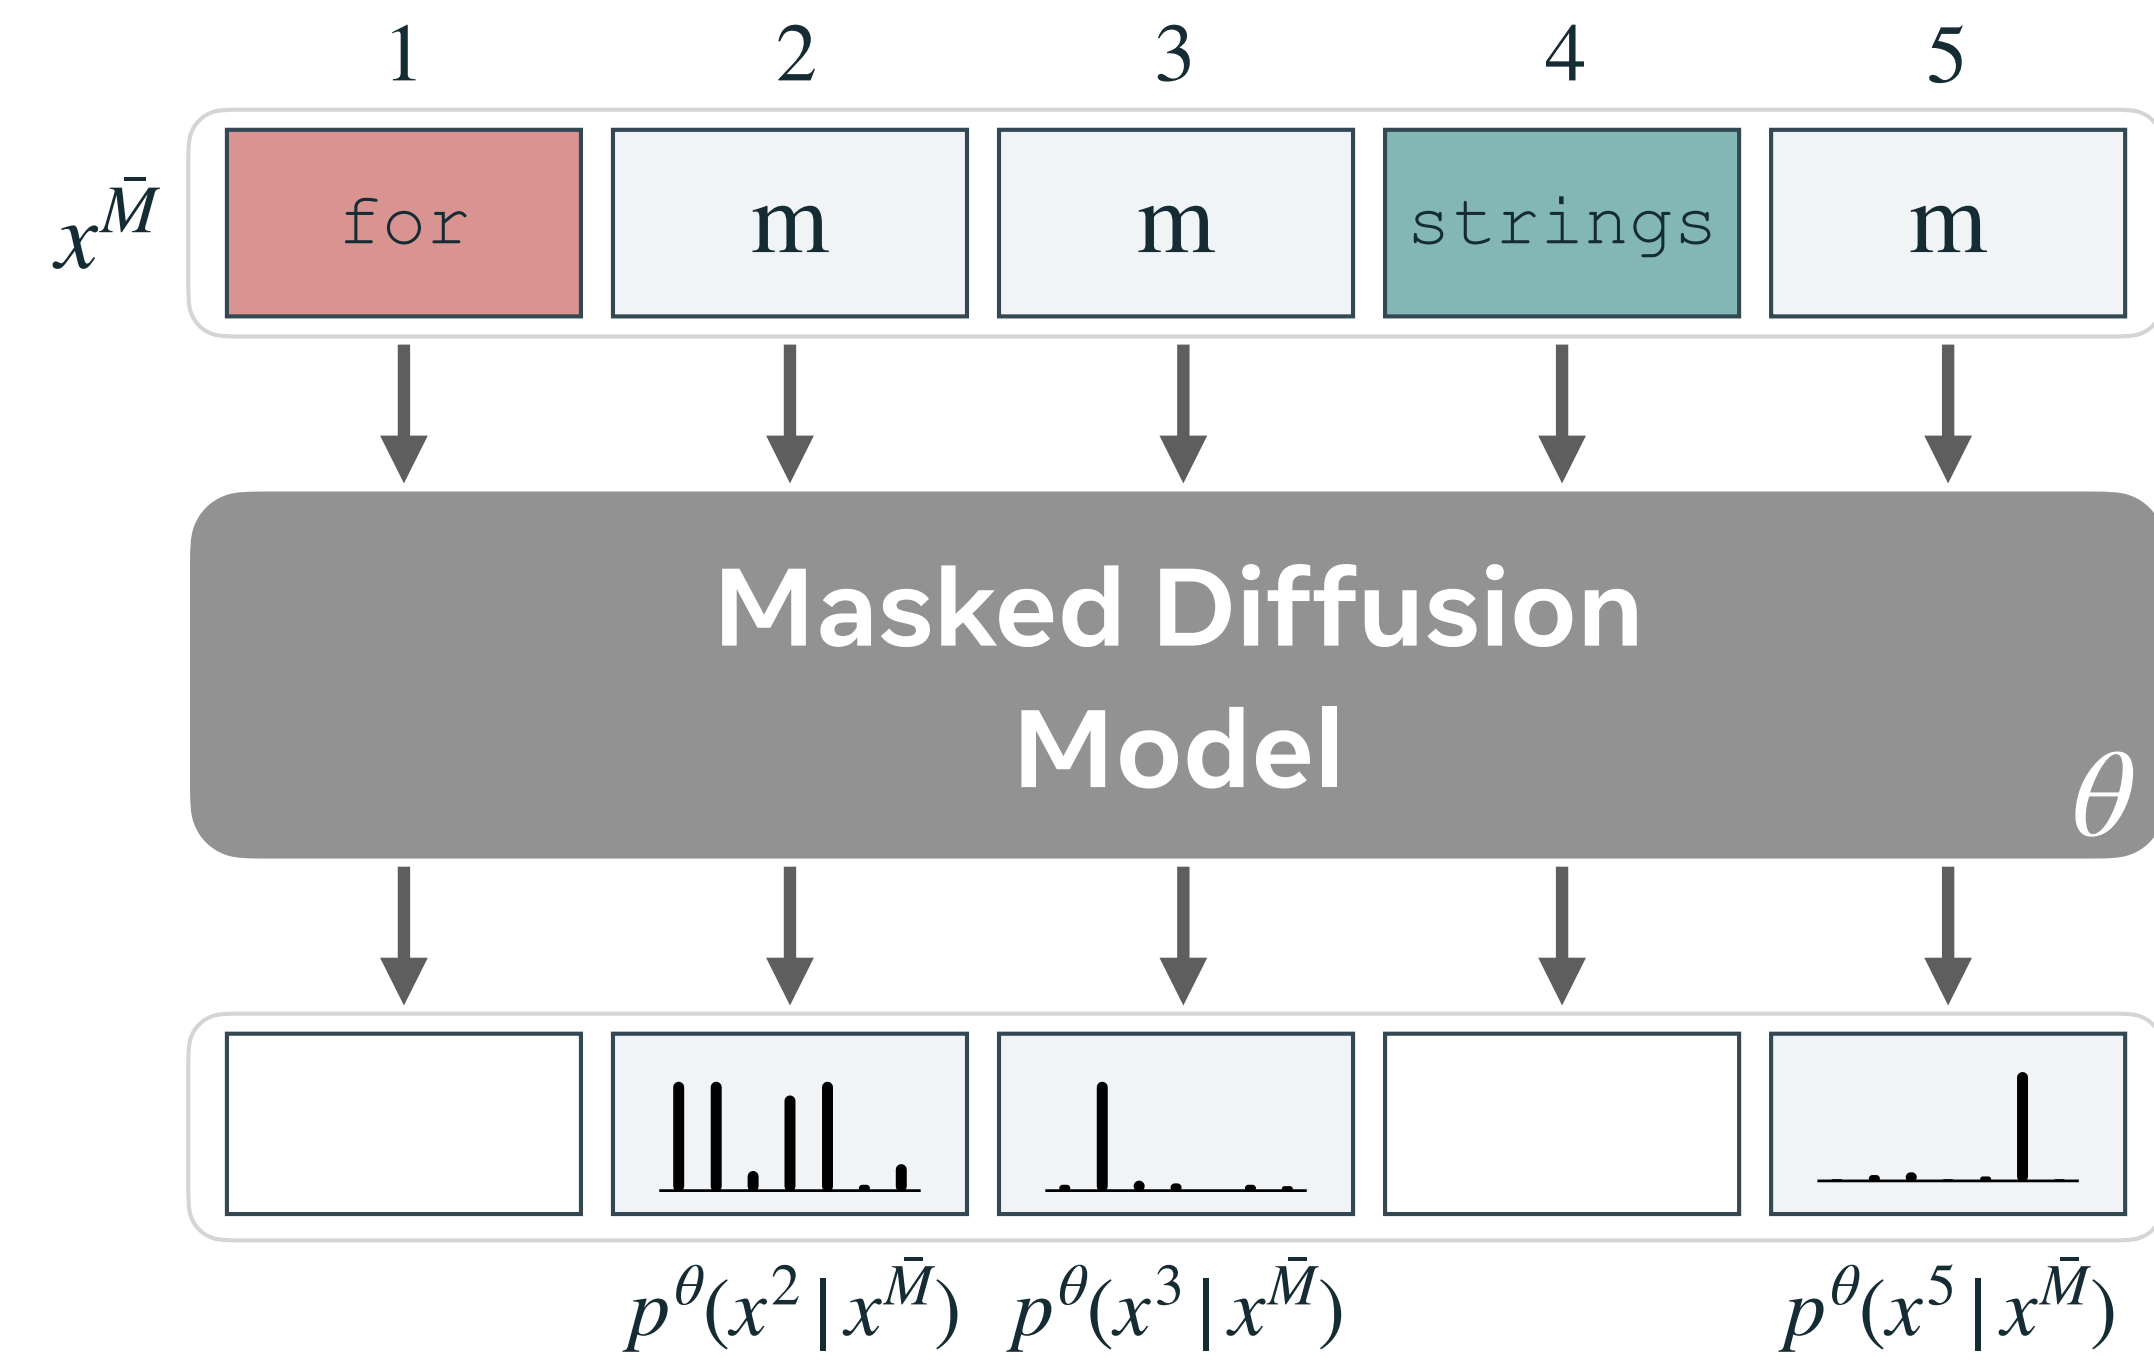 1 2 3 4 5
x^M̄ for m m strings m
Masked Diffusion
Model
θ
p^θ(x^2 | x^M̄) p^θ(x^3 | x^M̄) p^θ(x^5 | x^M̄)